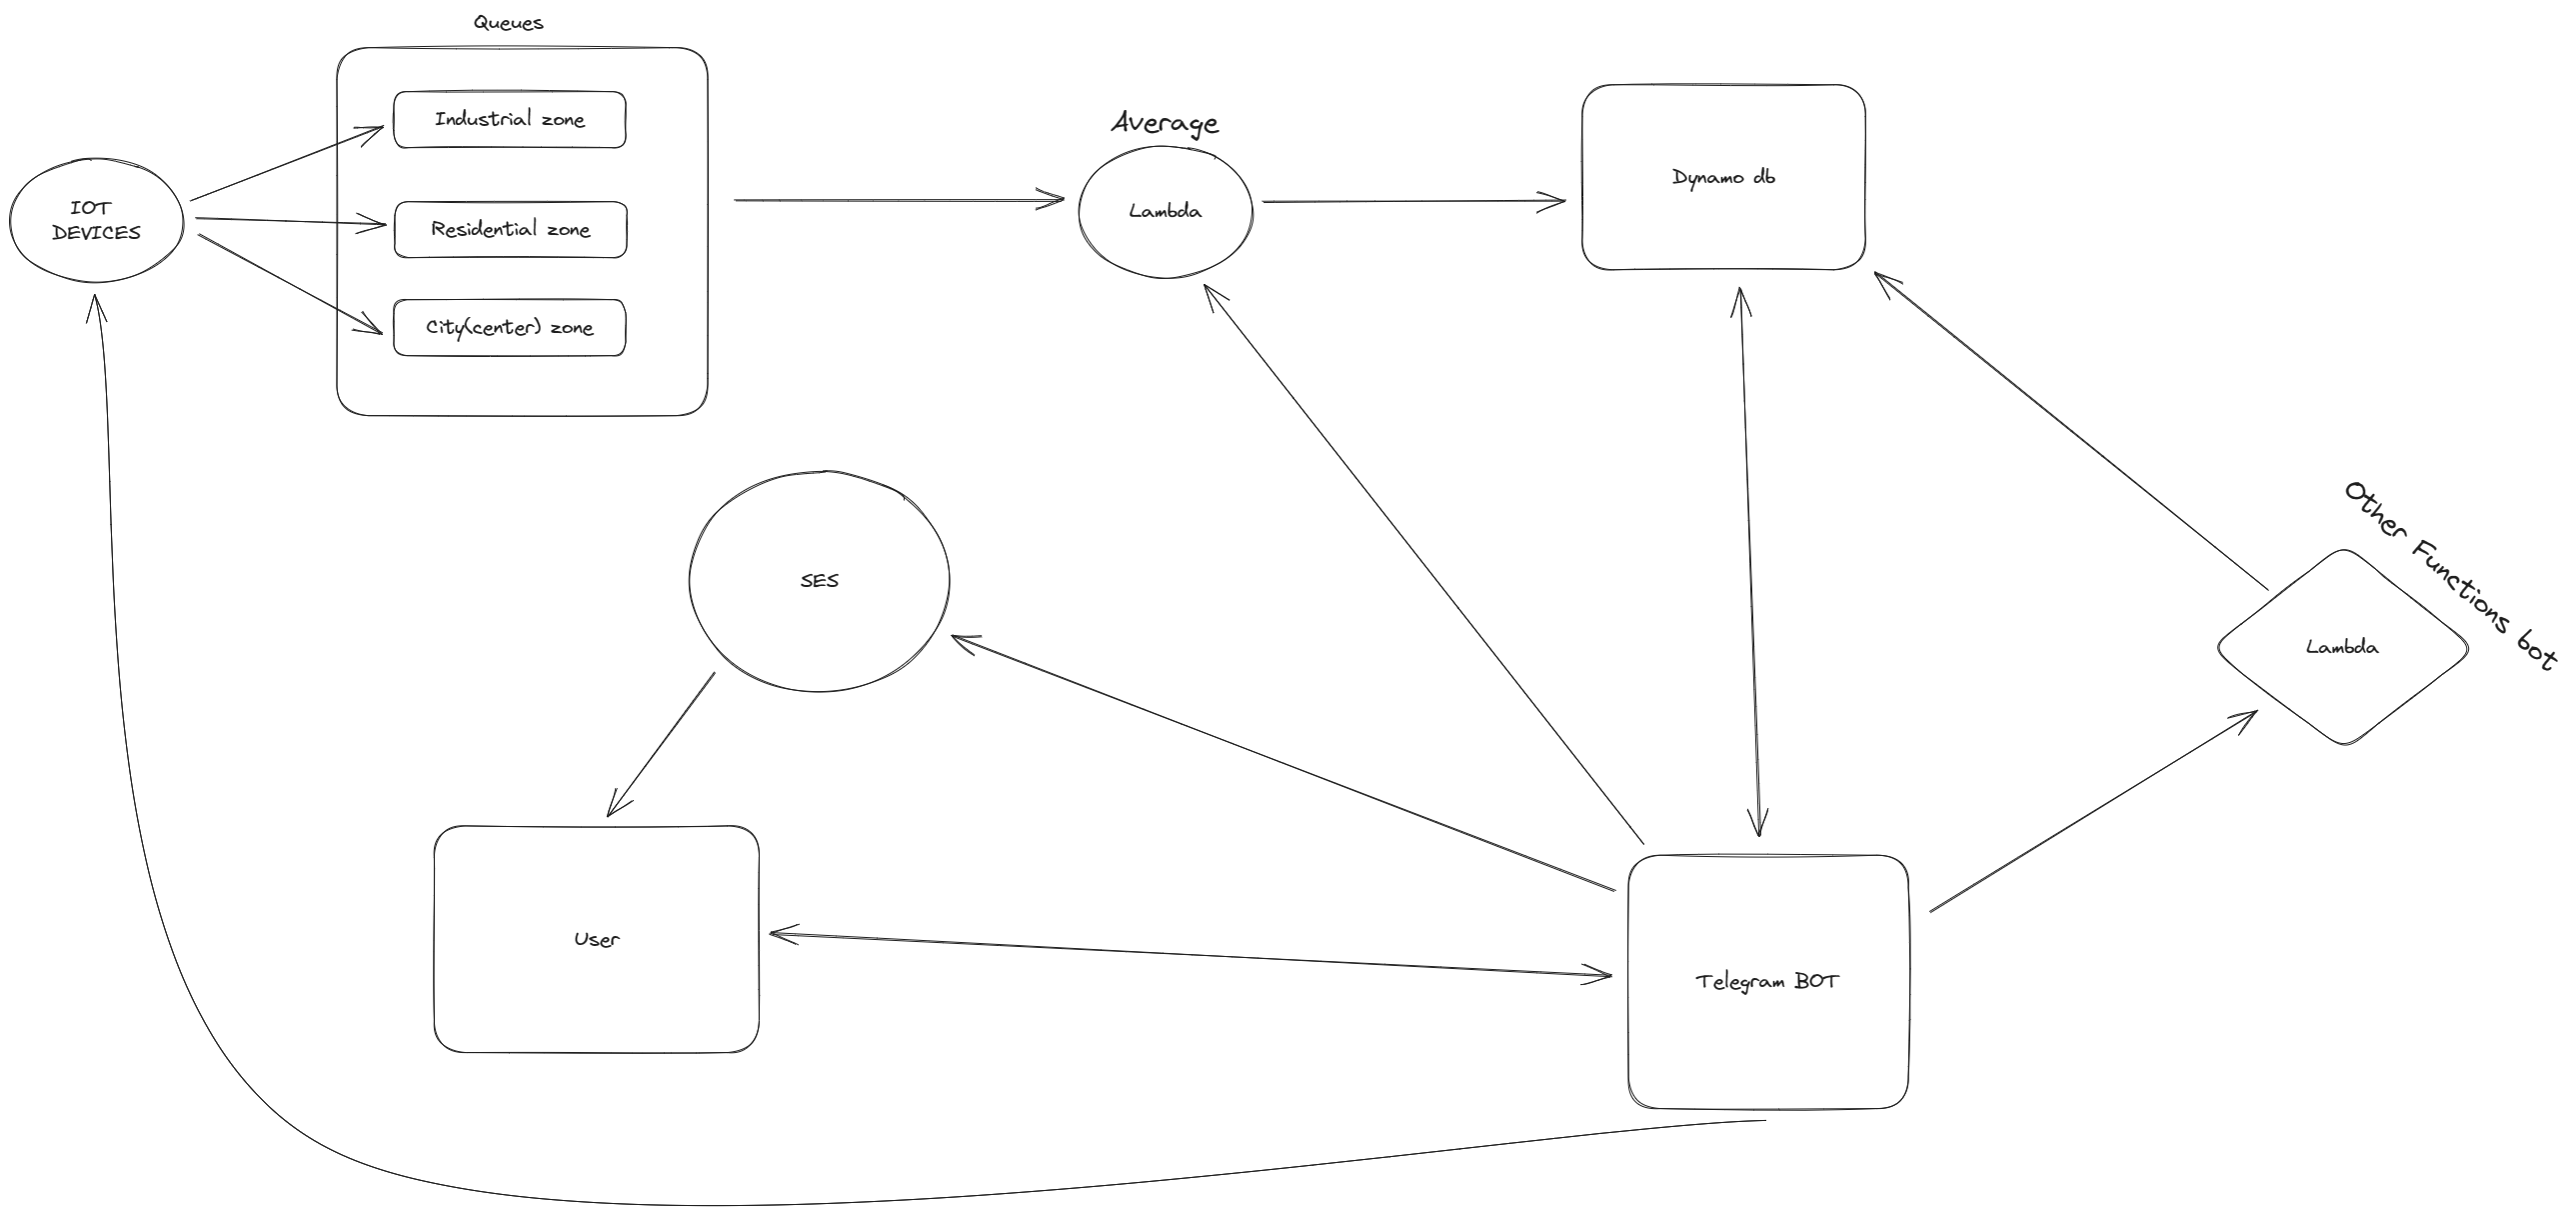 Queues
Industrial zone
Residential zone
City(center) zone
IOT
DEVICES
Average
Lambda
Dynamo db
SES
Other Functions bot
Lambda
User
Telegram BOT